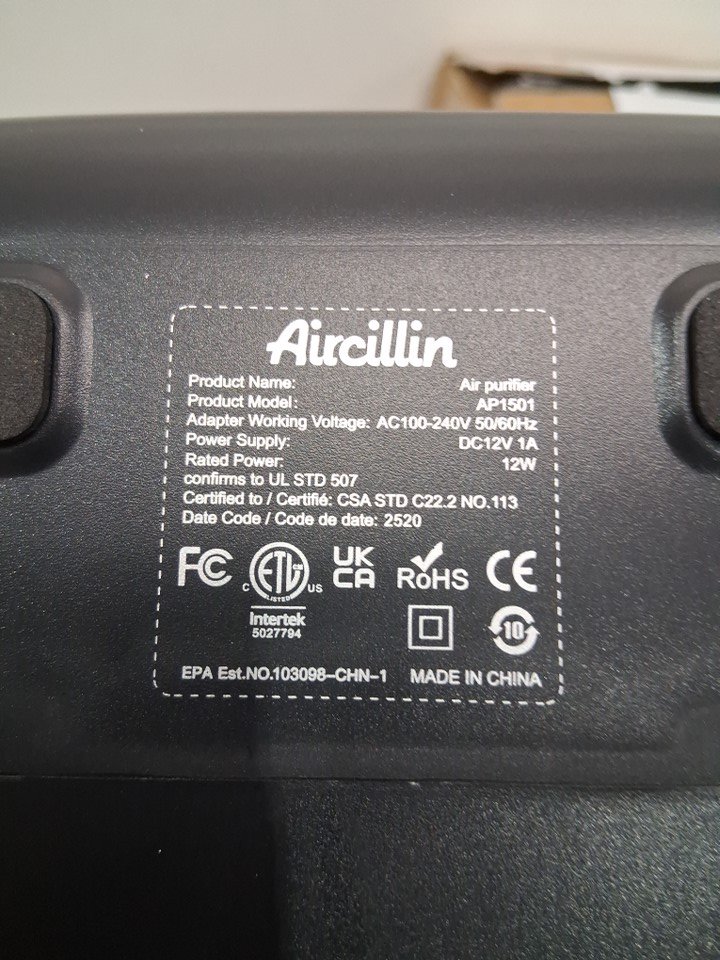 Aircillin
Product Name: Air purifier
Product Model: AP1501
Adapter Working Voltage: AC100-240V 50/60Hz
Power Supply: DC12V 1A
Rated Power: 12W
confirms to UL STD 507
Certified to / Certifié: CSA STD C22.2 NO.113
Date Code / Code de date: 2520
FC C ETL CM LISTED US UK CA RoHS CE
Intertek
5027794
10
EPA Est.NO.103098-CHN-1 MADE IN CHINA